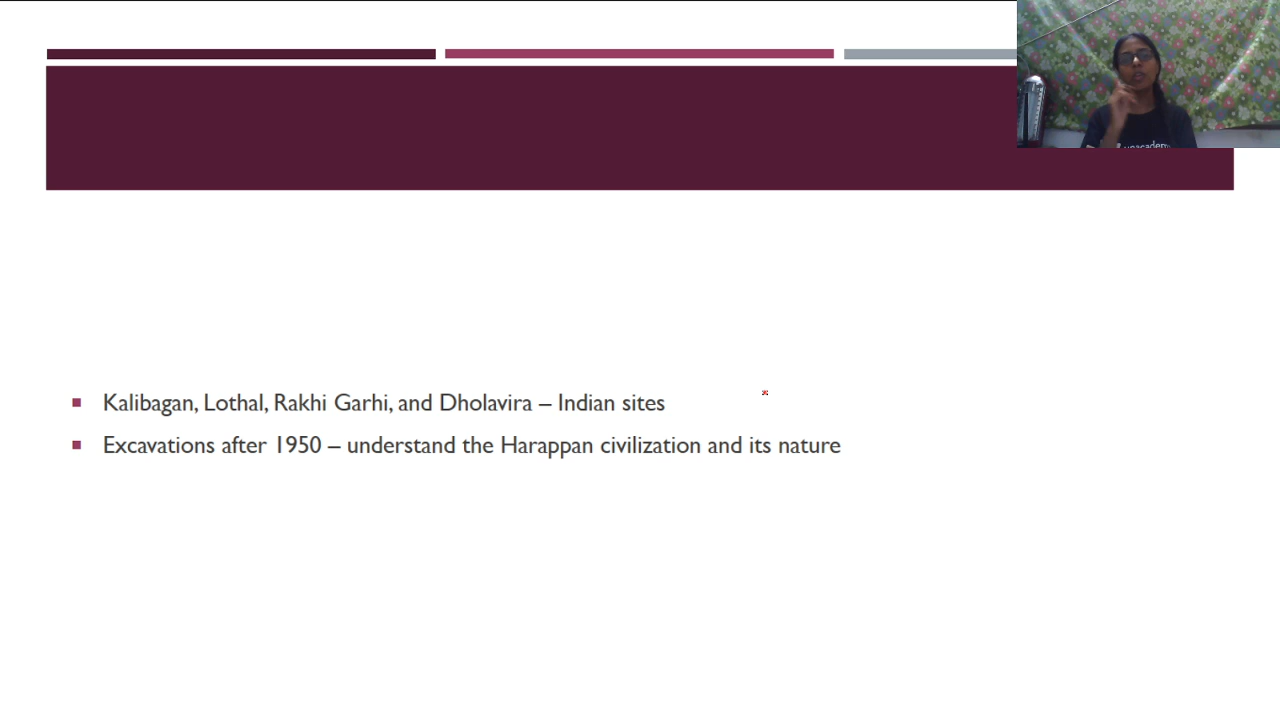 Kalibagan, Lothal, Rakhi Garhi, and Dholavira – Indian sites
Excavations after 1950 – understand the Harappan civilization and its nature